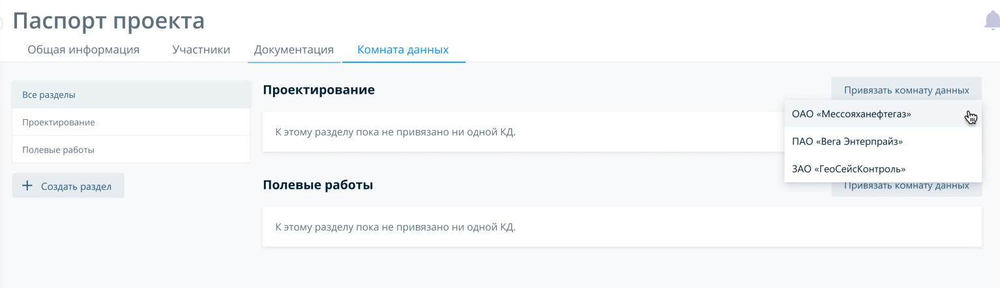 Паспорт проекта
Общая информация
Участники
Документация
Комната данных
Все разделы
Проектирование
Полевые работы
Создать раздел
Проектирование
Привязать комнату данных
ОАО «Мессояханефтегаз»
ПАО «Вега Энтерпрайз»
ЗАО «ГеоСейсКонтроль»
К этому разделу пока не привязано ни одной КД.
Полевые работы
Привязать комнату данных
К этому разделу пока не привязано ни одной КД.